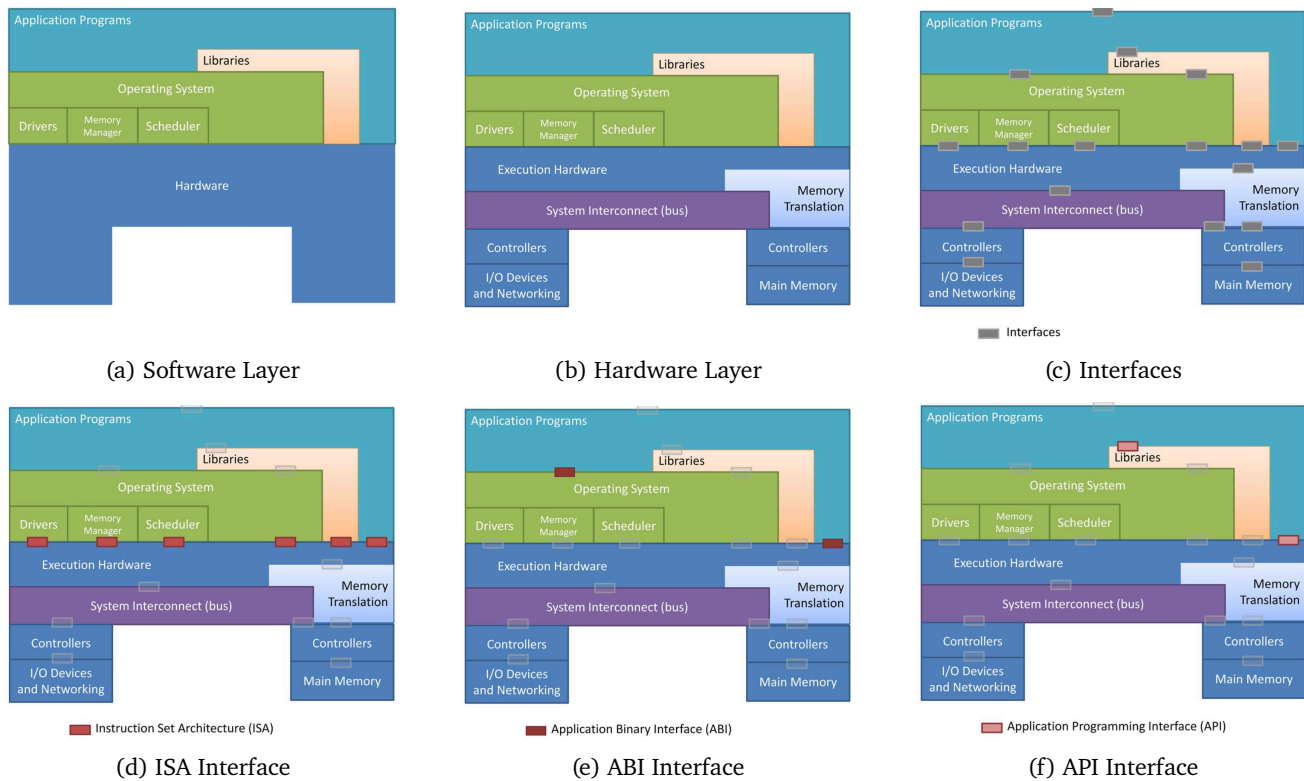 Application Programs
Libraries
Operating System
Drivers
Memory
Manager
Scheduler
Hardware
(a) Software Layer
Application Programs
Libraries
Operating System
Drivers
Memory
Manager
Scheduler
Execution Hardware
Memory
Translation
System Interconnect (bus)
Controllers
Controllers
I/O Devices
and Networking
Main Memory
(b) Hardware Layer
Application Programs
Libraries
Operating System
Drivers
Memory
Manager
Scheduler
Execution Hardware
Memory
Translation
System Interconnect (bus)
Controllers
Controllers
I/O Devices
and Networking
Main Memory
Interfaces
(c) Interfaces
Application Programs
Libraries
Operating System
Drivers
Memory
Manager
Scheduler
Execution Hardware
Memory
Translation
System Interconnect (bus)
Controllers
Controllers
I/O Devices
and Networking
Main Memory
Instruction Set Architecture (ISA)
(d) ISA Interface
Application Programs
Libraries
Operating System
Drivers
Memory
Manager
Scheduler
Execution Hardware
Memory
Translation
System Interconnect (bus)
Controllers
Controllers
I/O Devices
and Networking
Main Memory
Application Binary Interface (ABI)
(e) ABI Interface
Application Programs
Libraries
Operating System
Drivers
Memory
Manager
Scheduler
Execution Hardware
Memory
Translation
System Interconnect (bus)
Controllers
Controllers
I/O Devices
and Networking
Main Memory
Application Programming Interface (API)
(f) API Interface